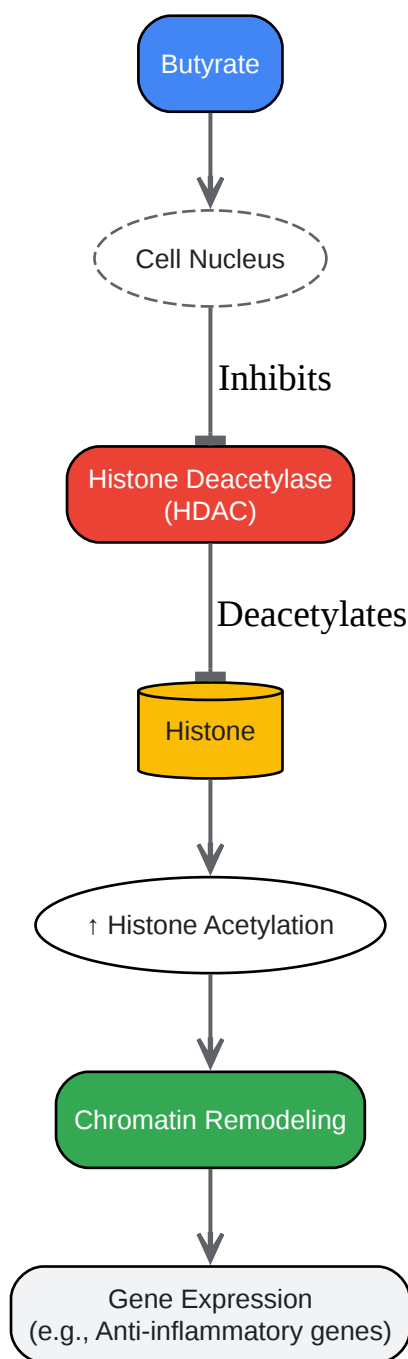 Butyrate
Cell Nucleus
Inhibits
Histone Deacetylase
(HDAC)
Deacetylates
Histone
↑ Histone Acetylation
Chromatin Remodeling
Gene Expression
(e.g., Anti-inflammatory genes)